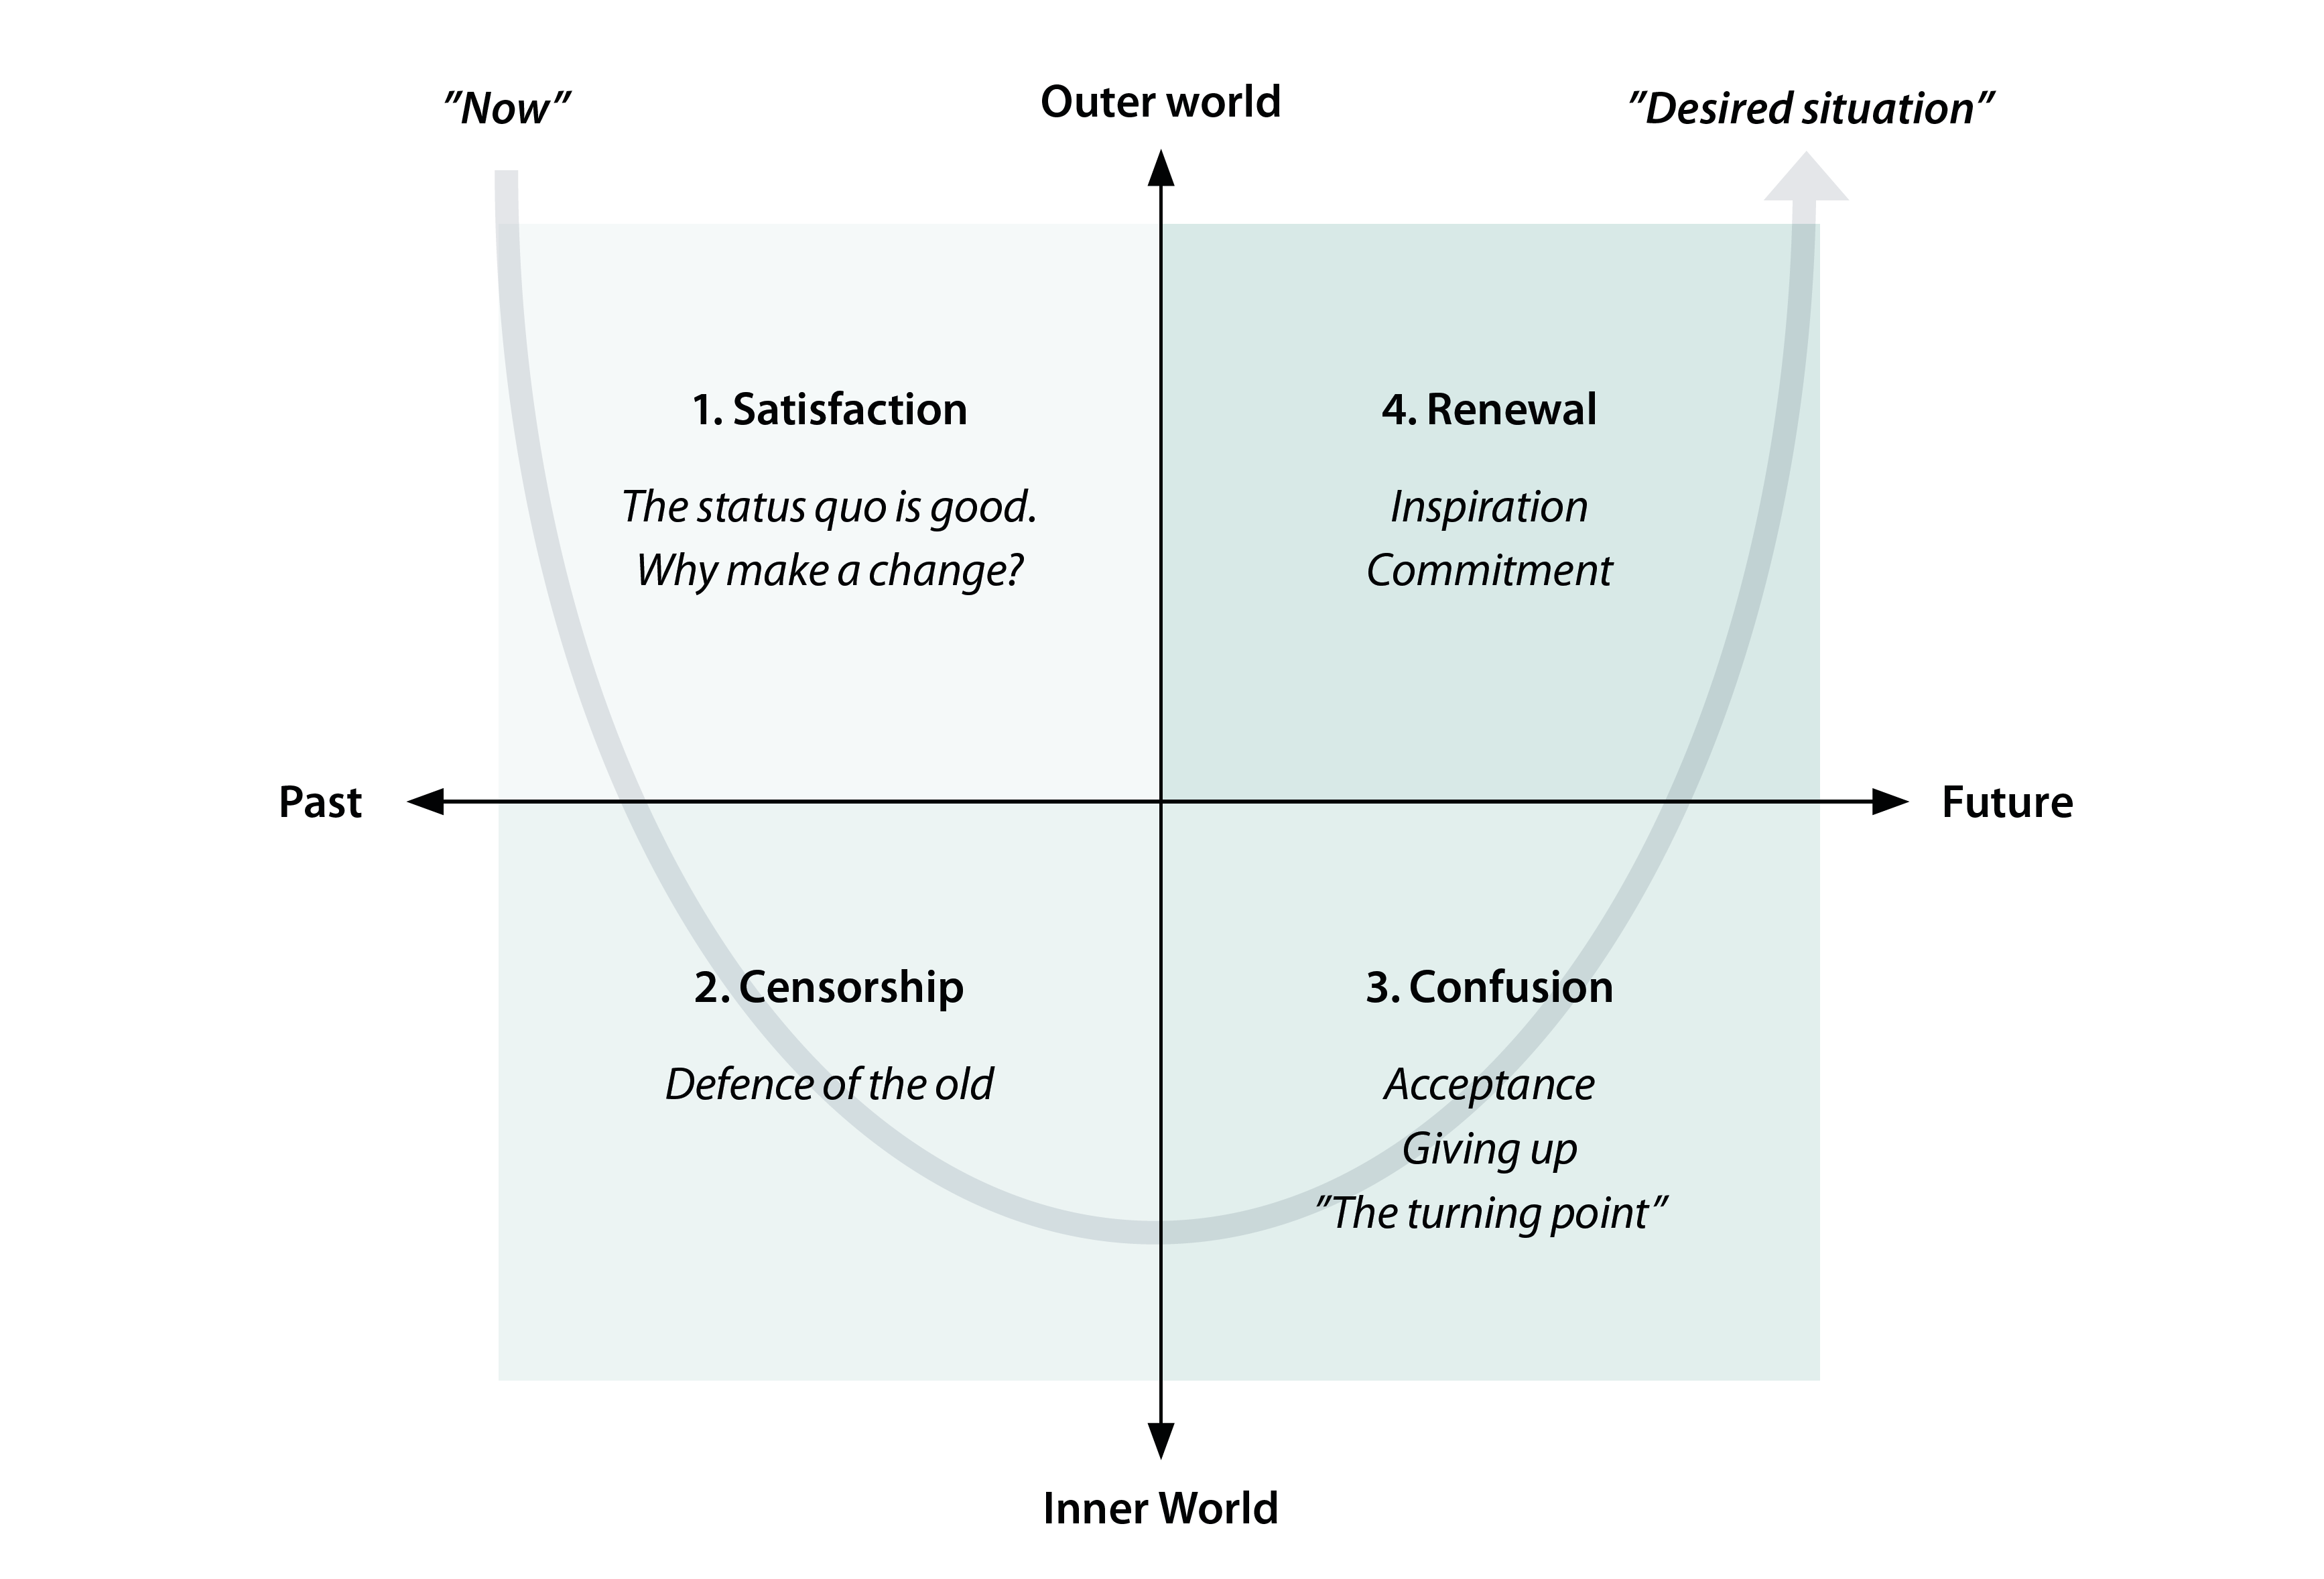 ”Now”
Outer world
”Desired situation”
1. Satisfaction
The status quo is good.
Why make a change?
4. Renewal
Inspiration
Commitment
Past
Future
2. Censorship
Defence of the old
3. Confusion
Acceptance
Giving up
”The turning point”
Inner World